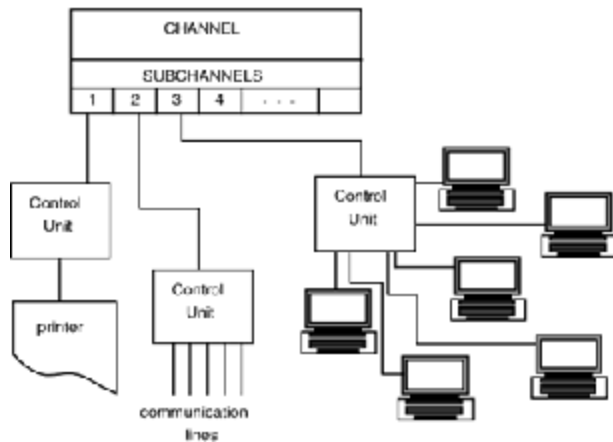 CHANNEL
SUBCHANNELS
1 2 3 4 - - -
Control
Unit
Control
Unit
Control
Unit
printer
communication
lines